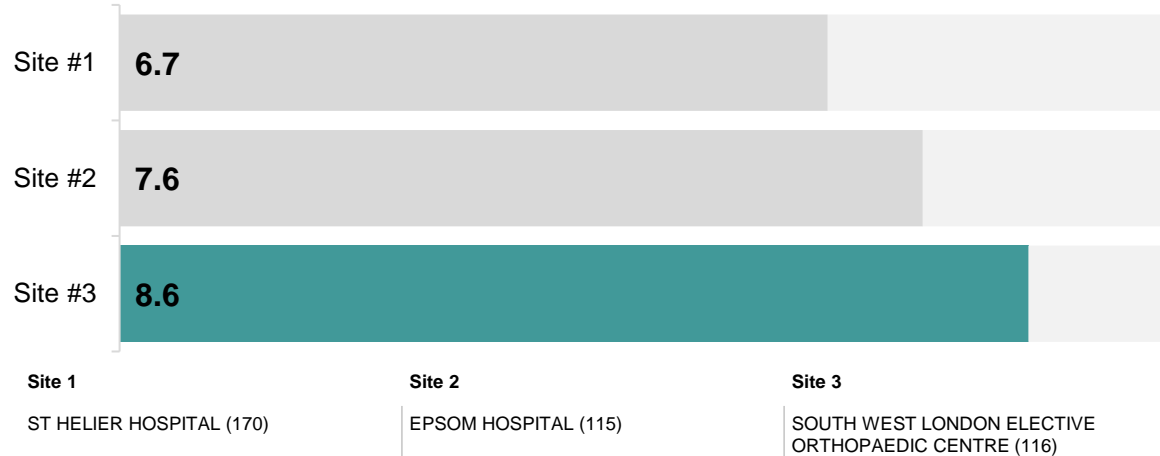 Site #1
6.7
Site #2
7.6
Site #3
8.6
Site 1
ST HELIER HOSPITAL (170)
Site 2
EPSOM HOSPITAL (115)
Site 3
SOUTH WEST LONDON ELECTIVE
ORTHOPAEDIC CENTRE (116)